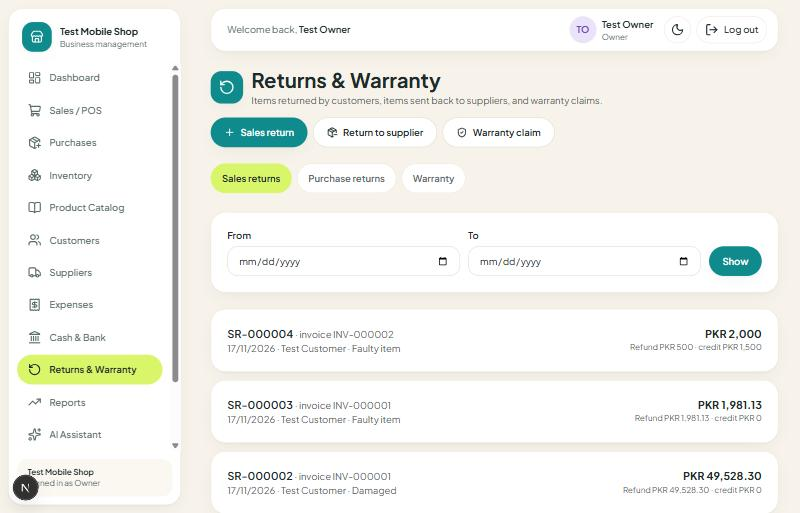 Test Mobile Shop
Business management
Dashboard
Sales / POS
Purchases
Inventory
Product Catalog
Customers
Suppliers
Expenses
Cash & Bank
Returns & Warranty
Reports
AI Assistant
Test Mobile Shop
ned in as Owner
N
Welcome back, Test Owner
TO
Test Owner
Owner
Log out
Returns & Warranty
Items returned by customers, items sent back to suppliers, and warranty claims.
+ Sales return
Return to supplier
Warranty claim
Sales returns
Purchase returns
Warranty
From
To
mm/dd/yyyy
mm/dd/yyyy
Show
SR-000004 · invoice INV-000002
PKR 2,000
17/11/2026 · Test Customer · Faulty item
Refund PKR 500 · credit PKR 1,500
SR-000003 · invoice INV-000001
PKR 1,981.13
17/11/2026 · Test Customer · Faulty item
Refund PKR 1,981.13 · credit PKR 0
SR-000002 · invoice INV-000001
PKR 49,528.30
17/11/2026 · Test Customer · Damaged
Refund PKR 49,528.30 · credit PKR 0